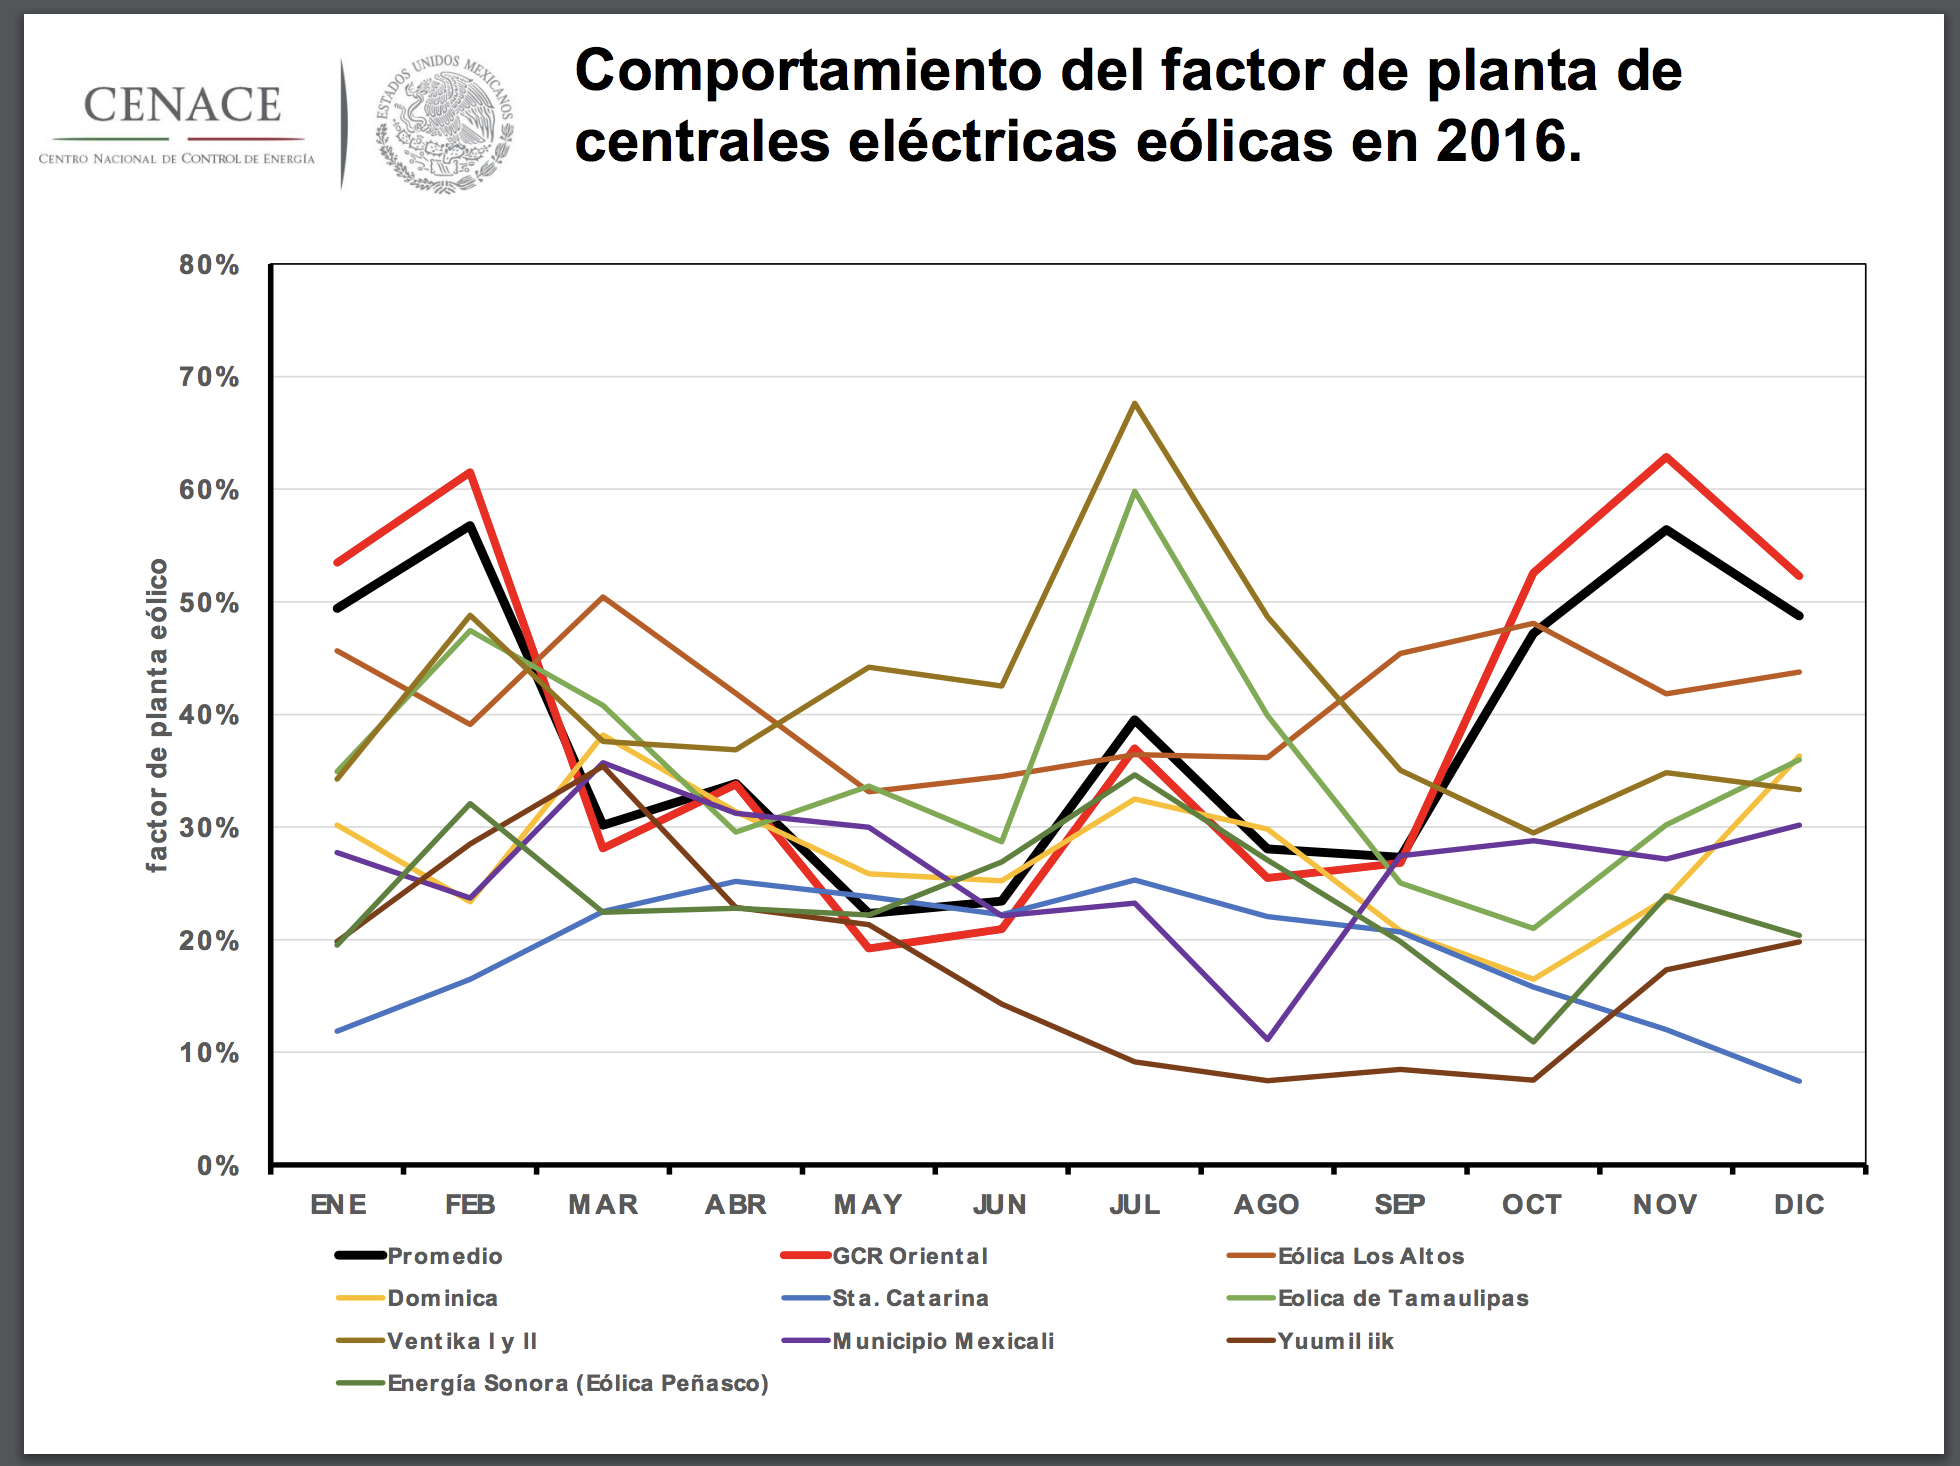 CENACE
CENTRO NACIONAL DE CONTROL DE ENERGÍA
ESTADOS UNIDOS MEXICANOS
Comportamiento del factor de planta de
centrales eléctricas eólicas en 2016.
factor de planta eólico
80%
70%
60%
50%
40%
30%
20%
10%
0%
ENE FEB MAR ABR MAY JUN JUL AGO SEP OCT NOV DIC
Promedio GCR Oriental Eólica Los Altos
Dominica Sta. Catarina Eolica de Tamaulipas
Ventika I y II Municipio Mexicali Yuumil iik
Energía Sonora (Eólica Peñasco)